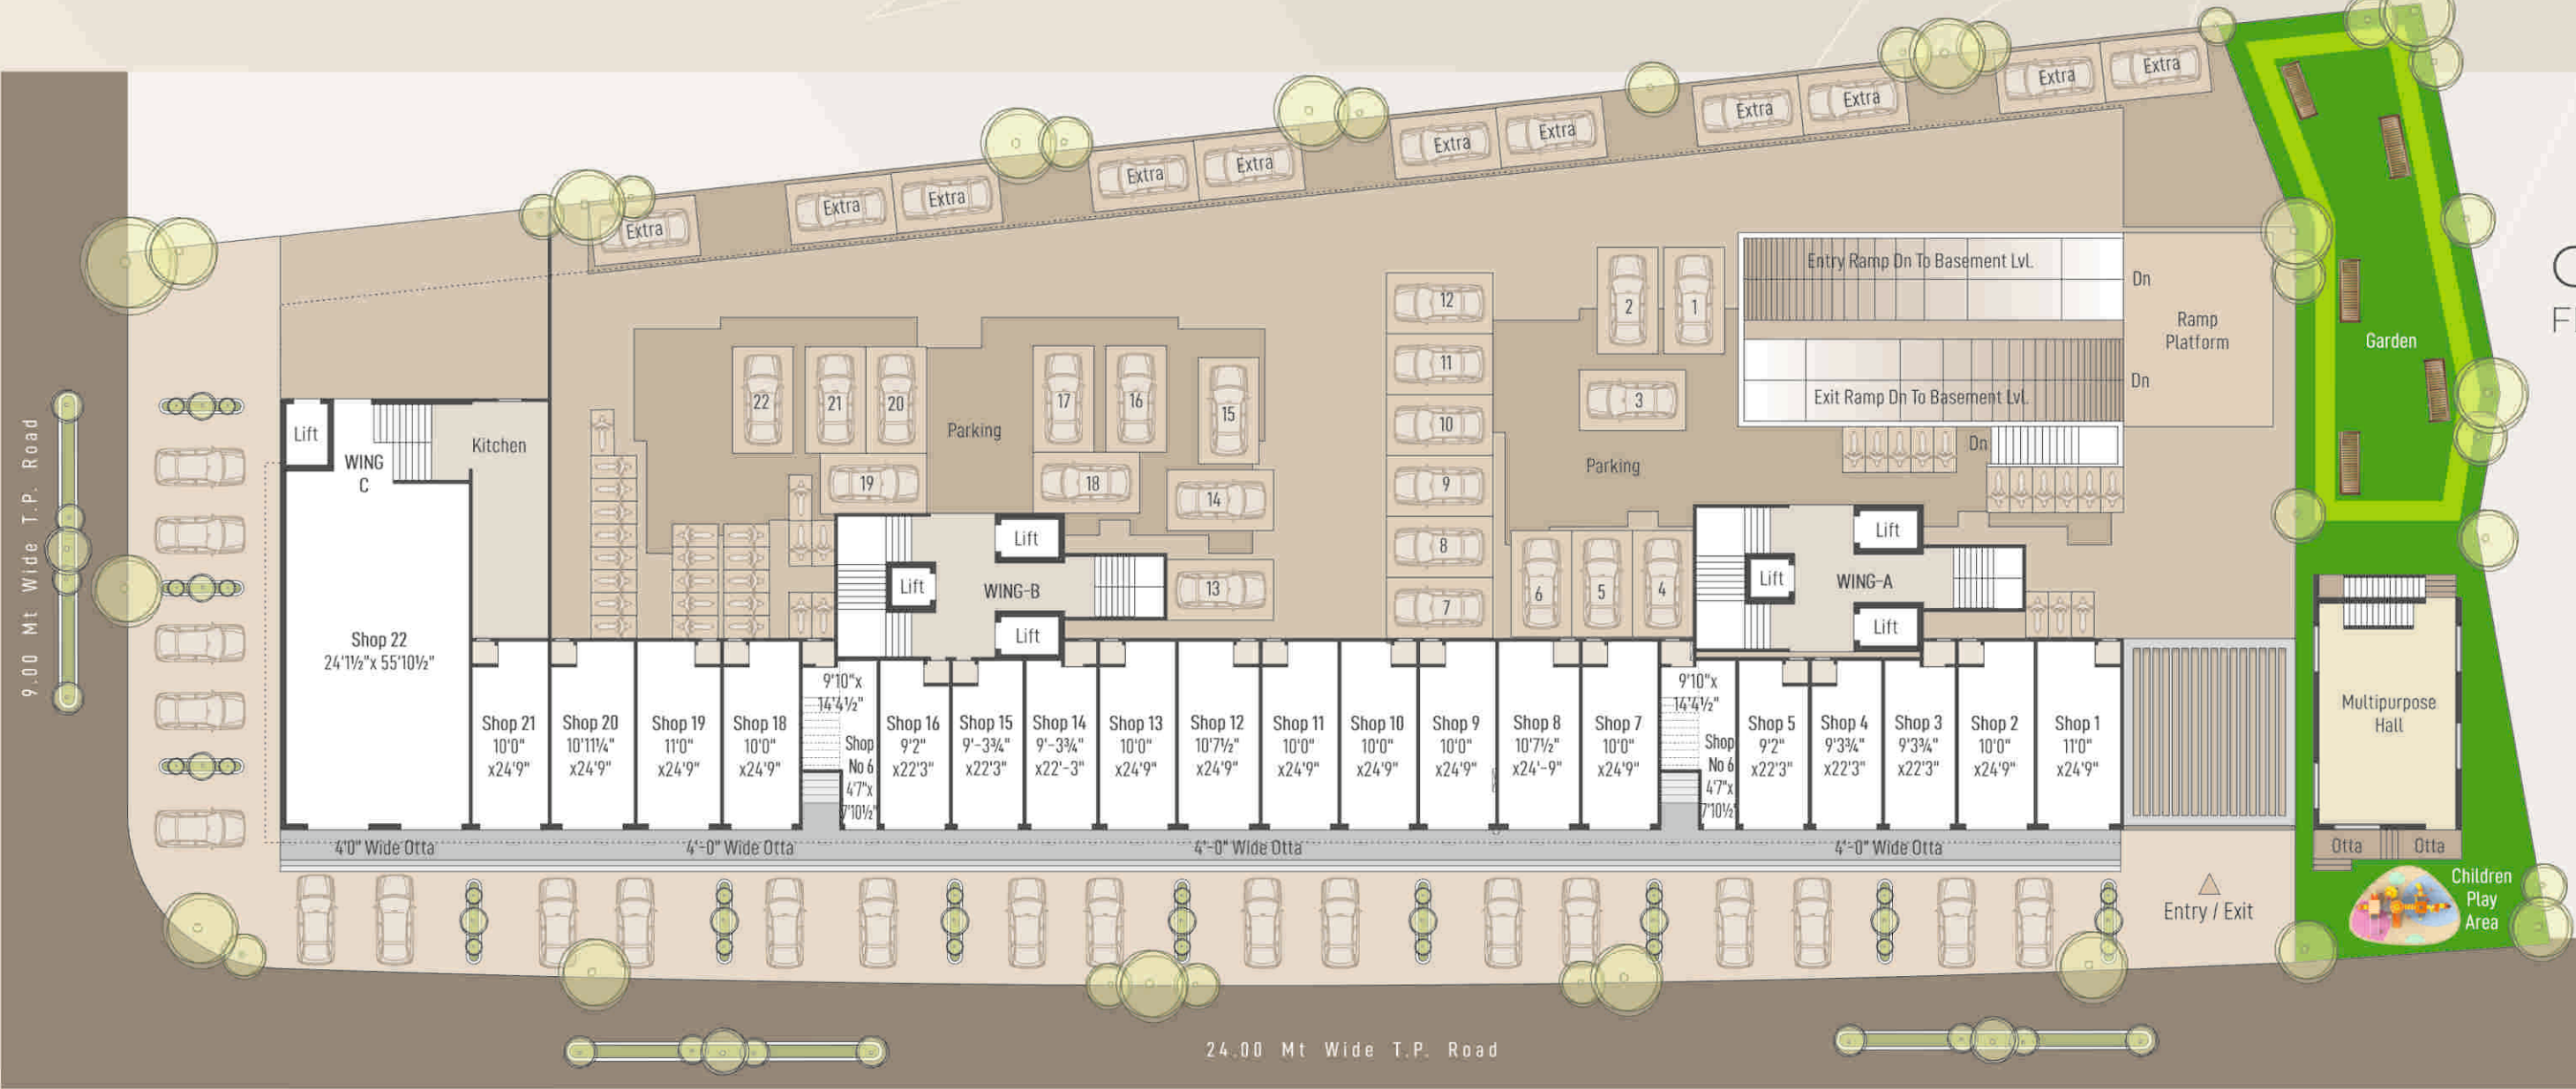 Extra
Extra
Extra
Extra
Extra
Extra
Extra
Extra
Extra
Extra
Extra
Entry Ramp Dn To Basement Lvl.
Dn
Ramp
Platform
Exit Ramp Dn To Basement Lvl.
Dn
Dn
Garden
12
11
10
9
8
7
2
1
3
Parking
6
5
4
22
21
20
Parking
17
16
15
19
18
14
13
Lift
WING
C
Kitchen
Lift
Lift
WING-B
Lift
Lift
Lift
WING-A
Lift
9.00 Mt Wide T.P. Road
Shop 22
24'1½"x 55'10½"
Shop 21
10'0"
x24'9"
Shop 20
10'11¼"
x24'9"
Shop 19
11'0"
x24'9"
Shop 18
10'0"
x24'9"
9'10"x
14'4½"
Shop
No 6
4'7"x
7'10½"
Shop 16
9'2"
x22'3"
Shop 15
9'-3¾"
x22'3"
Shop 14
9'-3¾"
x22'-3"
Shop 13
10'0"
x24'9"
Shop 12
10'7½"
x24'9"
Shop 11
10'0"
x24'9"
Shop 10
10'0"
x24'9"
Shop 9
10'0"
x24'9"
Shop 8
10'7½"
x24'-9"
Shop 7
10'0"
x24'9"
9'10"x
14'4½"
Shop
No 6
4'7"x
7'10½"
Shop 5
9'2"
x22'3"
Shop 4
9'3¾"
x22'3"
Shop 3
9'3¾"
x22'3"
Shop 2
10'0"
x24'9"
Shop 1
11'0"
x24'9"
Multipurpose
Hall
4'0" Wide Otta
4'-0" Wide Otta
4'-0" Wide Otta
4'-0" Wide Otta
Otta
Otta
Children
Play
Area
Entry / Exit
24.00 Mt Wide T.P. Road